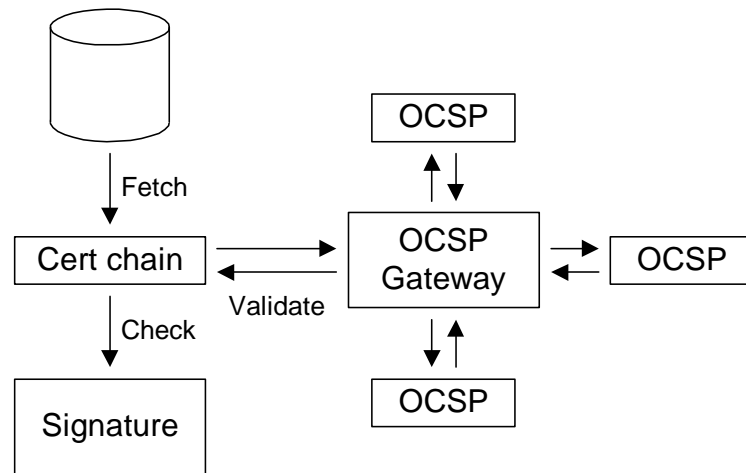 OCSP
Fetch
Cert chain
OCSP
Gateway
OCSP
Validate
Check
OCSP
Signature